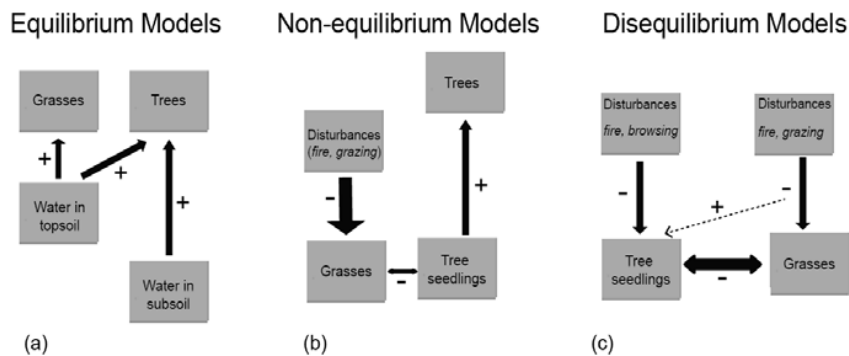 Equilibrium Models
Non-equilibrium Models
Disequilibrium Models
Grasses
Trees
+
+
+
Water in
topsoil
Water in
subsoil
(a)
Trees
Disturbances
(fire, grazing)
-
+
Grasses
-
Tree
seedlings
(b)
Disturbances
fire, browsing
Disturbances
fire, grazing
-
+
-
Tree
seedlings
-
Grasses
(c)